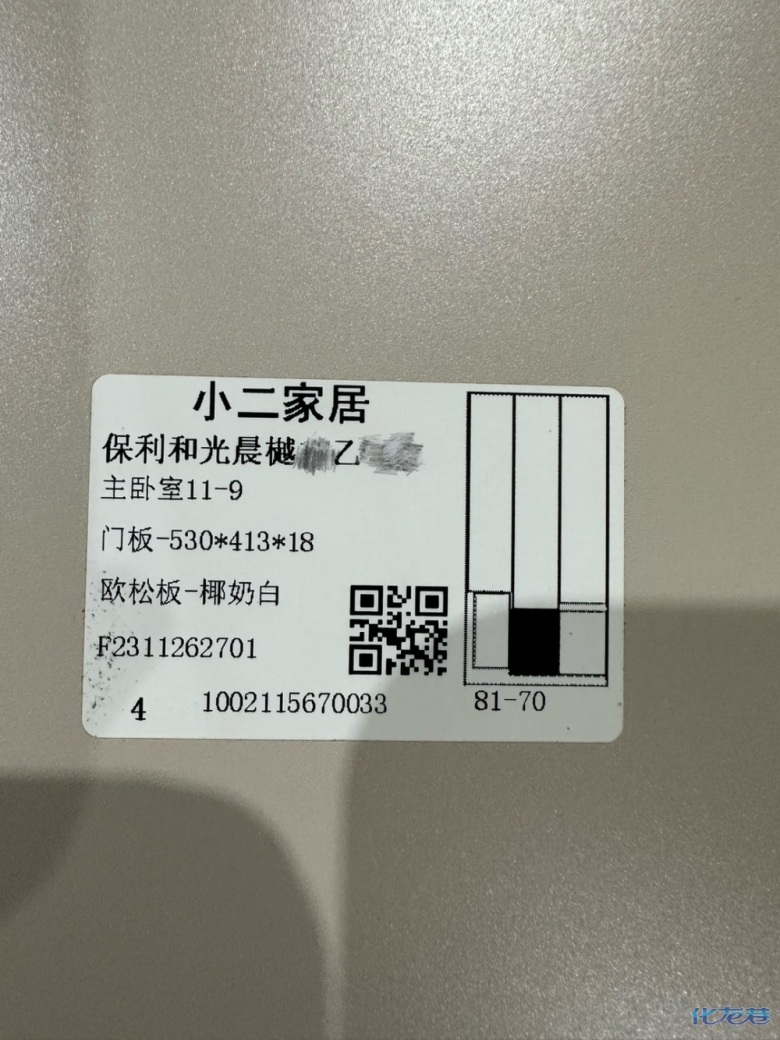 小二家居
保利和光晨樾 乙
主卧室11-9
门板-530*413*18
欧松板-椰奶白
F2311262701
4 1002115670033 81-70
化龙巷